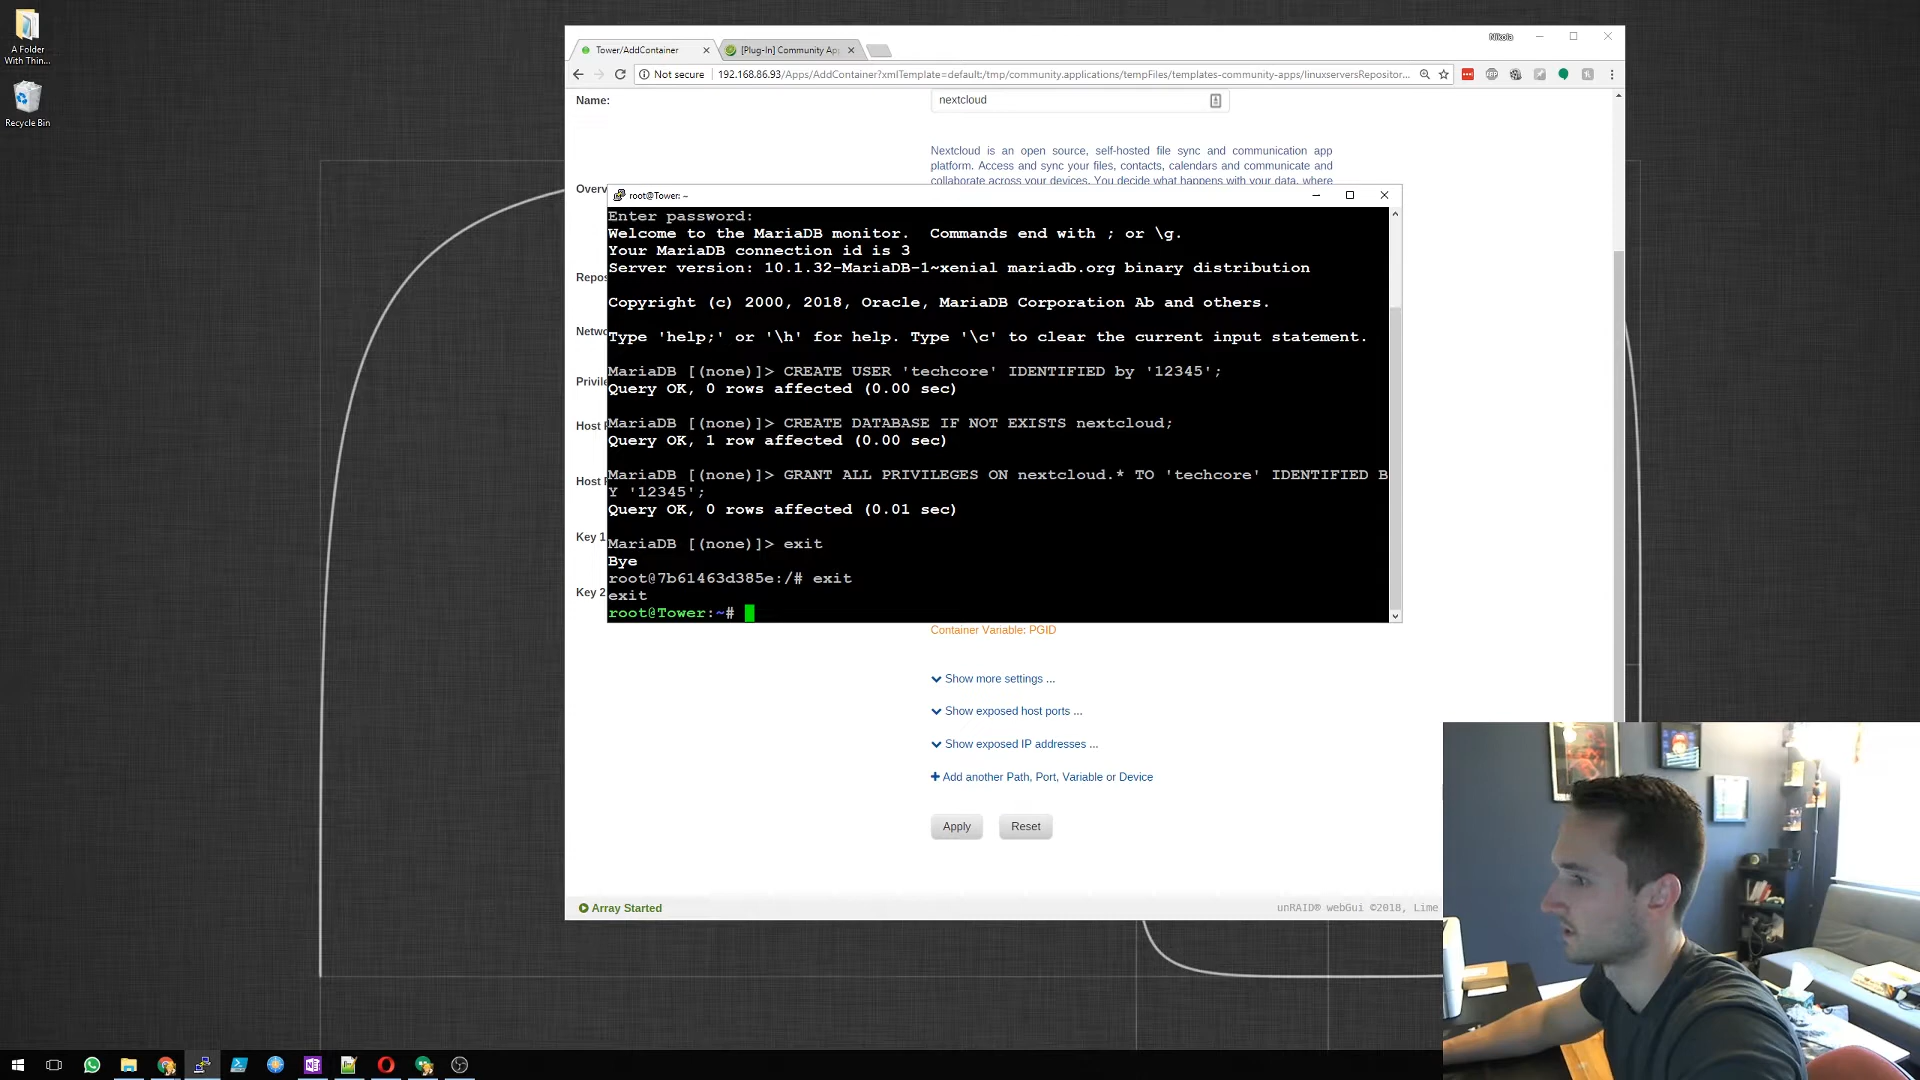 A Folder
With Thin...
Recycle Bin
Nikola
Tower/AddContainer
[Plug-In] Community Ap
Not secure
192.168.86.93/Apps/AddContainer?xmlTemplate=default:/tmp/community.applications/tempFiles/templates-community-apps/linuxserversRepositor...
Name:
nextcloud
Nextcloud is an open source, self-hosted file sync and communication app
platform. Access and sync your files, contacts, calendars and communicate and
collaborate across your devices. You decide what happens with your data, where
Overv
root@Tower: ~
Enter password:
Welcome to the MariaDB monitor.  Commands end with ; or \g.
Your MariaDB connection id is 3
Server version: 10.1.32-MariaDB-1~xenial mariadb.org binary distribution
Repos
Copyright (c) 2000, 2018, Oracle, MariaDB Corporation Ab and others.
Netwo
Type 'help;' or '\h' for help. Type '\c' to clear the current input statement.
MariaDB [(none)]> CREATE USER 'techcore' IDENTIFIED by '12345';
Privile
Query OK, 0 rows affected (0.00 sec)
MariaDB [(none)]> CREATE DATABASE IF NOT EXISTS nextcloud;
Host P
Query OK, 1 row affected (0.00 sec)
MariaDB [(none)]> GRANT ALL PRIVILEGES ON nextcloud.* TO 'techcore' IDENTIFIED B
Host P
Y '12345';
Query OK, 0 rows affected (0.01 sec)
Key 1
MariaDB [(none)]> exit
Bye
root@7b61463d385e:/# exit
Key 2
exit
root@Tower:~#
Container Variable: PGID
Show more settings ...
Show exposed host ports ...
Show exposed IP addresses ...
Add another Path, Port, Variable or Device
Apply
Reset
Array Started
unRAID® webGui ©2018, Lime